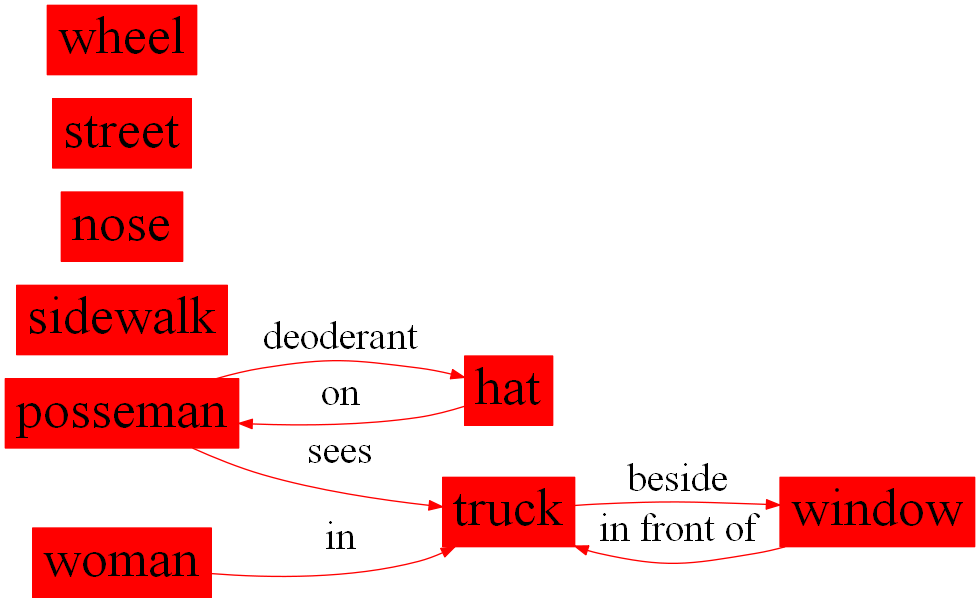 wheel
street
nose
sidewalk
deoderant
posseman
on
hat
sees
truck
beside
window
in front of
in
woman